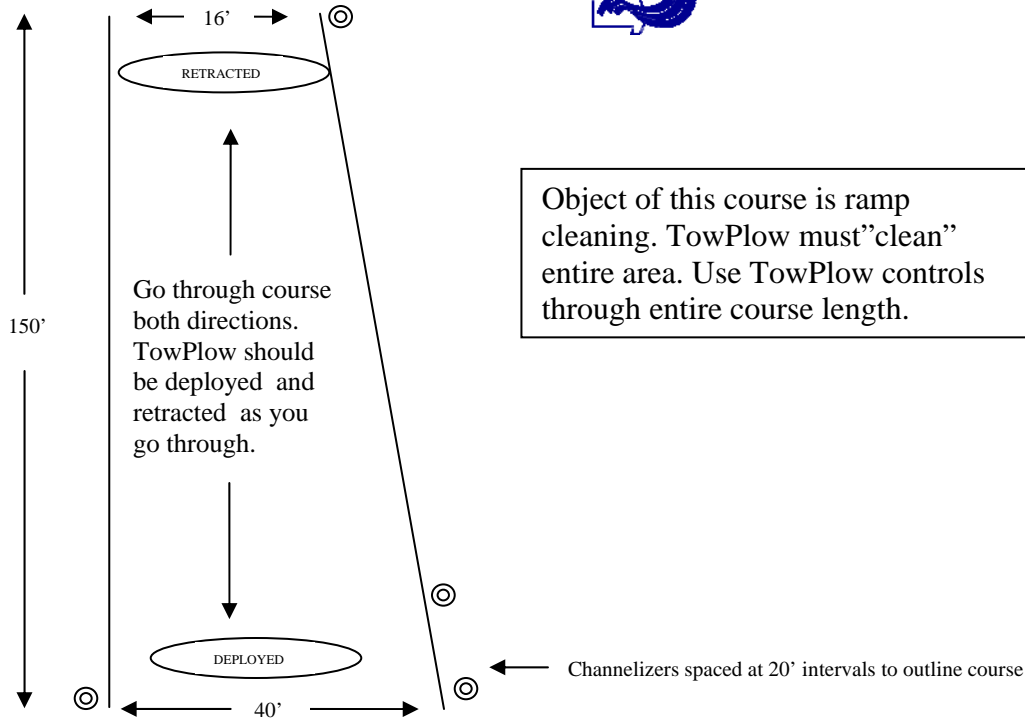 16’
RETRACTED
Object of this course is ramp
cleaning. TowPlow must”clean”
entire area. Use TowPlow controls
through entire course length.
Go through course
both directions.
TowPlow should
be deployed and
retracted as you
go through.
150’
DEPLOYED
Channelizers spaced at 20’ intervals to outline course
40’